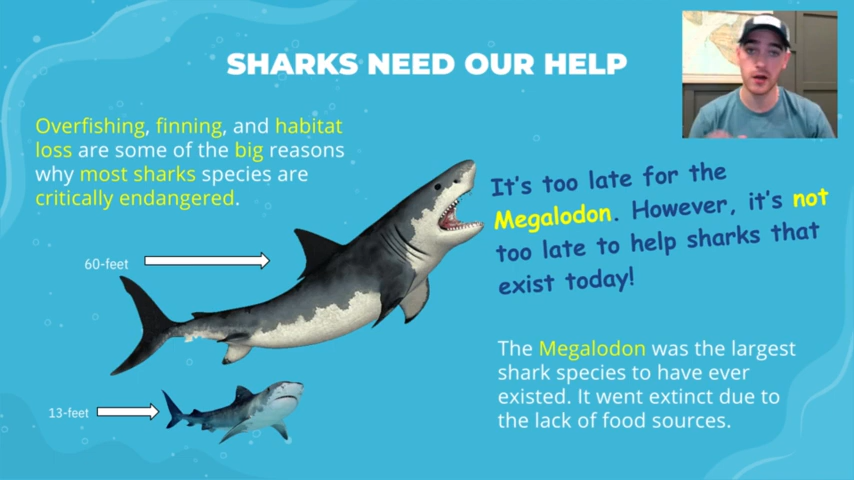 SHARKS NEED OUR HELP
Overfishing, finning, and habitat
loss are some of the big reasons
why most sharks species are
critically endangered.
It's too late for the
Megalodon. However, it's not
too late to help sharks that
exist today!
60-feet
The Megalodon was the largest
shark species to have ever
existed. It went extinct due to
the lack of food sources.
13-feet